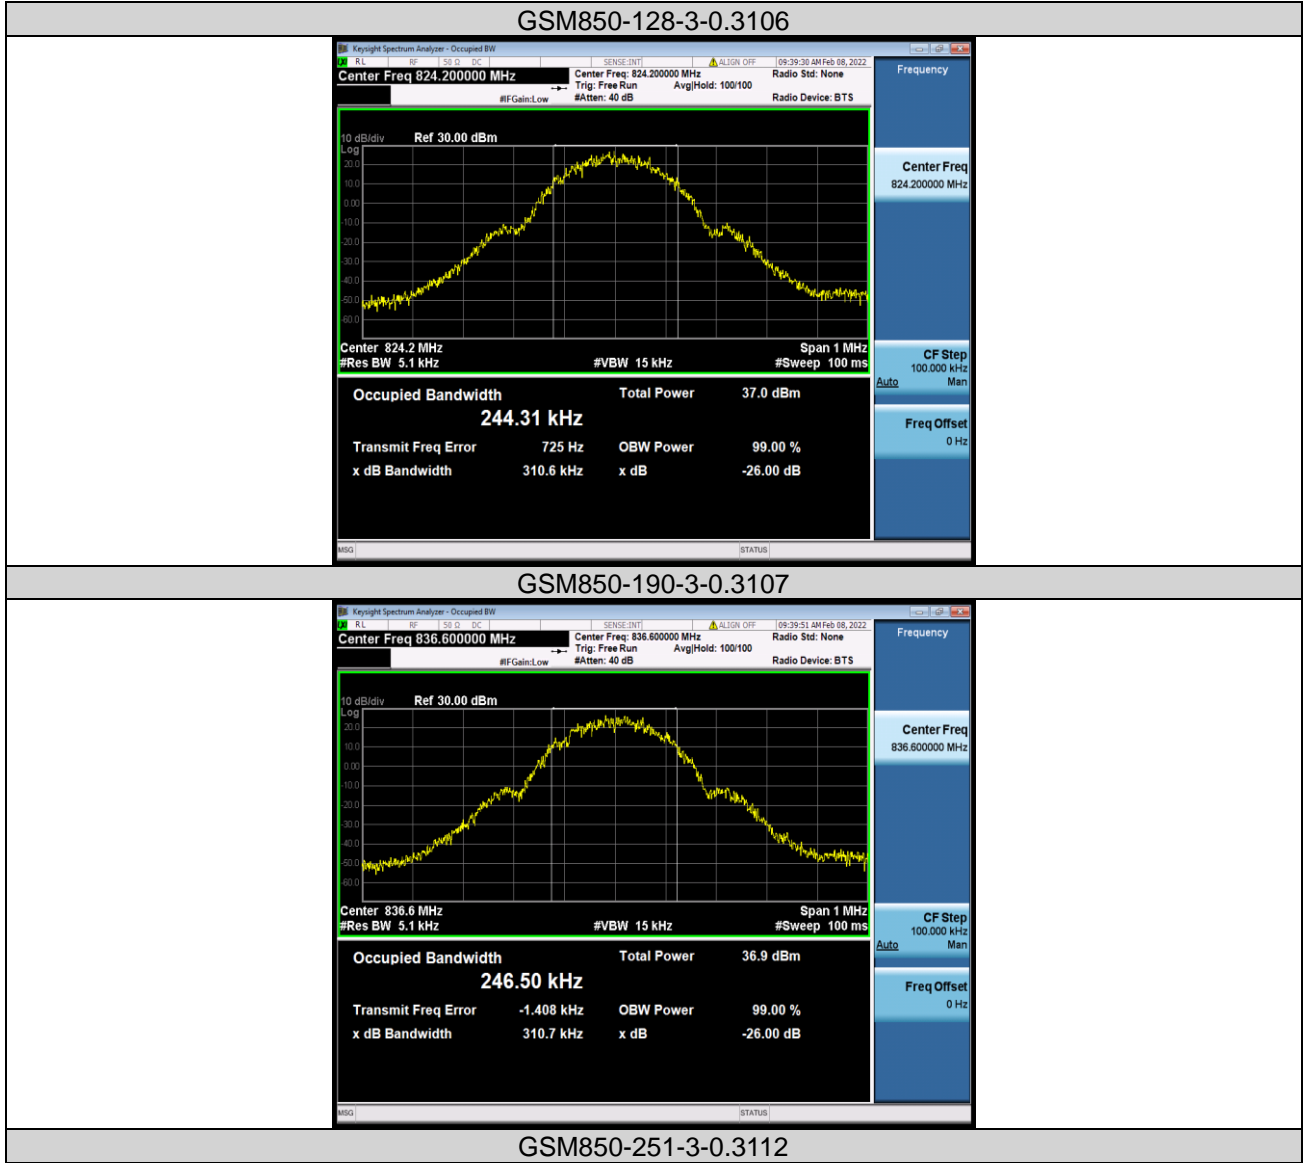 GSM850-128-3-0.3106
Keysight Spectrum Analyzer - Occupied BW
RL RF 50 Ω DC SENSE:INT ALIGN OFF 09:39:30 AM Feb 08, 2022
Center Freq 824.200000 MHz
Center Freq: 824.200000 MHz Radio Std: None
Trig: Free Run Avg|Hold: 100/100
#IFGain:Low #Atten: 40 dB Radio Device: BTS
Frequency
10 dB/div Ref 30.00 dBm
Log
20.0
10.0
0.00
-10.0
-20.0
-30.0
-40.0
-50.0
-60.0
Center Freq
824.200000 MHz
Center 824.2 MHz Span 1 MHz
#Res BW 5.1 kHz #VBW 15 kHz #Sweep 100 ms
CF Step
100.000 kHz
Auto Man
Occupied Bandwidth Total Power 37.0 dBm
244.31 kHz
Transmit Freq Error 725 Hz OBW Power 99.00 %
x dB Bandwidth 310.6 kHz x dB -26.00 dB
Freq Offset
0 Hz
MSG STATUS
GSM850-190-3-0.3107
Keysight Spectrum Analyzer - Occupied BW
RL RF 50 Ω DC SENSE:INT ALIGN OFF 09:39:51 AM Feb 08, 2022
Center Freq 836.600000 MHz
Center Freq: 836.600000 MHz Radio Std: None
Trig: Free Run Avg|Hold: 100/100
#IFGain:Low #Atten: 40 dB Radio Device: BTS
Frequency
10 dB/div Ref 30.00 dBm
Log
20.0
10.0
0.00
-10.0
-20.0
-30.0
-40.0
-50.0
-60.0
Center Freq
836.600000 MHz
Center 836.6 MHz Span 1 MHz
#Res BW 5.1 kHz #VBW 15 kHz #Sweep 100 ms
CF Step
100.000 kHz
Auto Man
Occupied Bandwidth Total Power 36.9 dBm
246.50 kHz
Transmit Freq Error -1.408 kHz OBW Power 99.00 %
x dB Bandwidth 310.7 kHz x dB -26.00 dB
Freq Offset
0 Hz
MSG STATUS
GSM850-251-3-0.3112